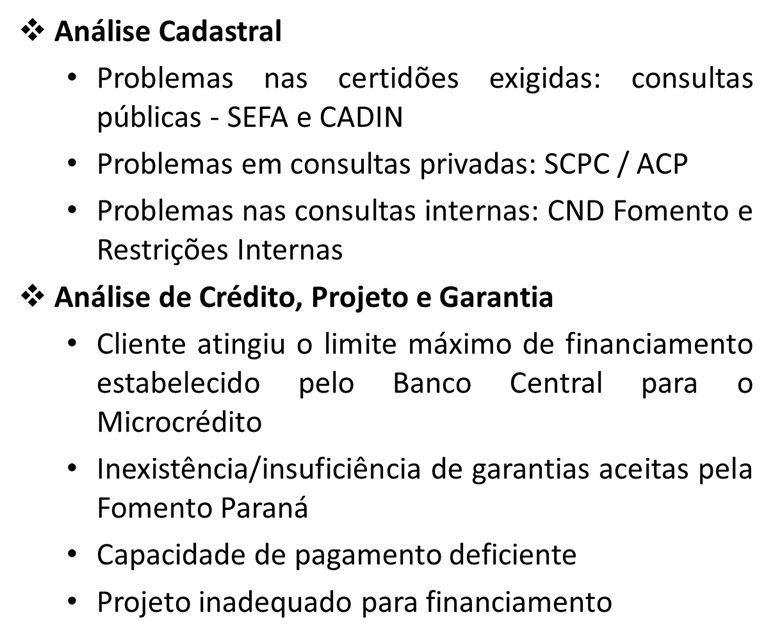 ❖ Análise Cadastral
• Problemas nas certidões exigidas: consultas
públicas - SEFA e CADIN
• Problemas em consultas privadas: SCPC / ACP
• Problemas nas consultas internas: CND Fomento e
Restrições Internas
❖ Análise de Crédito, Projeto e Garantia
• Cliente atingiu o limite máximo de financiamento
estabelecido pelo Banco Central para o
Microcrédito
• Inexistência/insuficiência de garantias aceitas pela
Fomento Paraná
• Capacidade de pagamento deficiente
• Projeto inadequado para financiamento